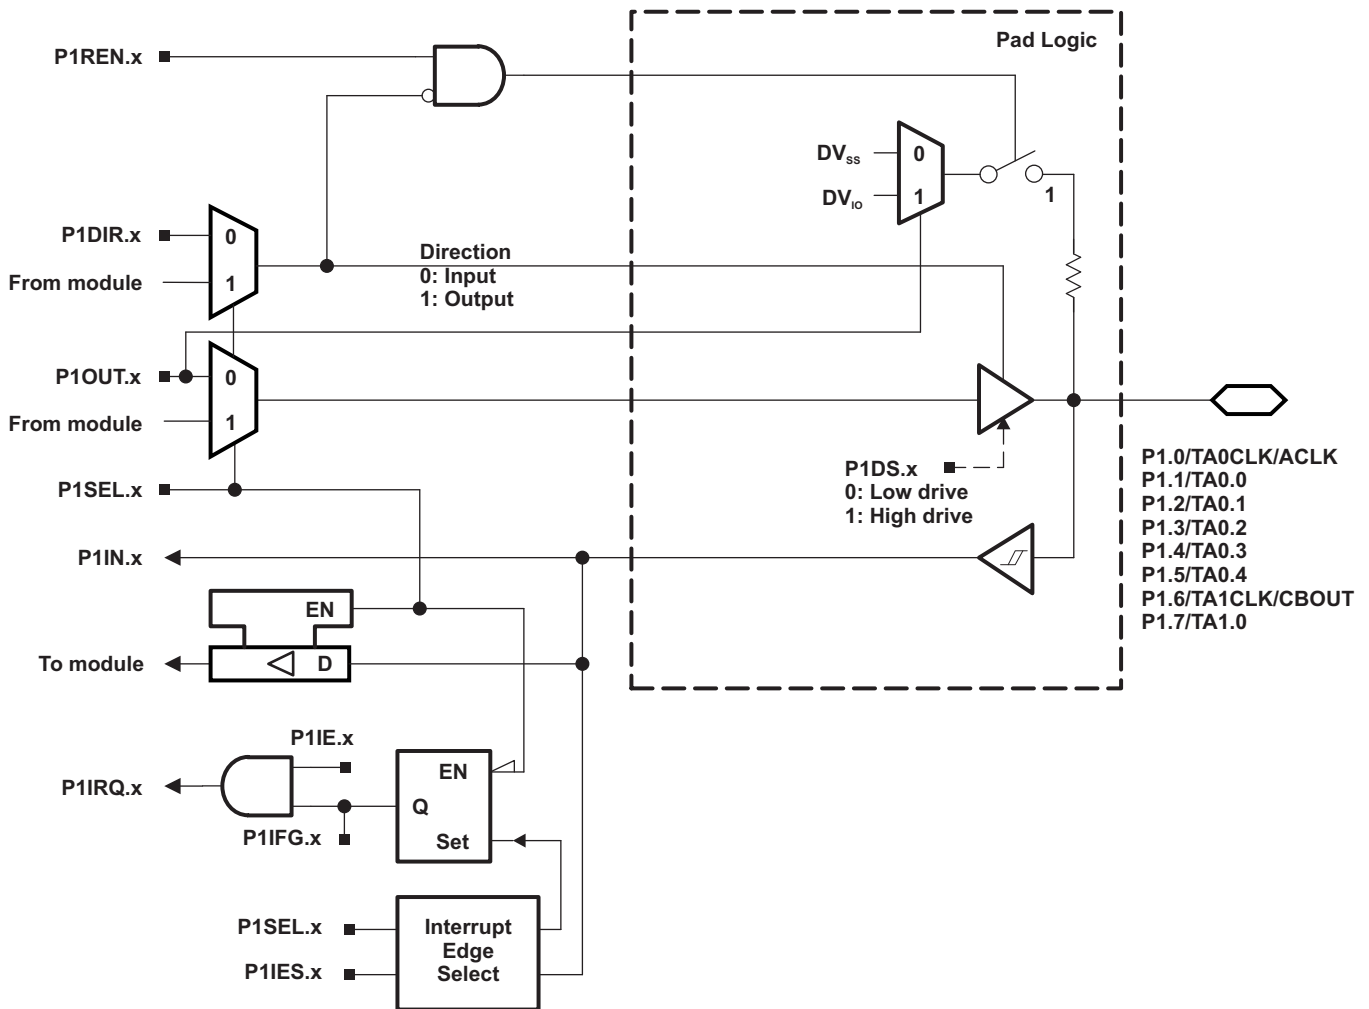 Pad Logic
P1REN.x
DVSS
0
DVIO
1
1
P1DIR.x
0
From module
1
Direction
0: Input
1: Output
P1OUT.x
0
From module
1
P1DS.x
0: Low drive
1: High drive
P1SEL.x
P1IN.x
P1.0/TA0CLK/ACLK
P1.1/TA0.0
P1.2/TA0.1
P1.3/TA0.2
P1.4/TA0.3
P1.5/TA0.4
P1.6/TA1CLK/CBOUT
P1.7/TA1.0
EN
To module
D
P1IE.x
P1IRQ.x
EN
Q
Set
P1IFG.x
P1SEL.x
P1IES.x
Interrupt
Edge
Select